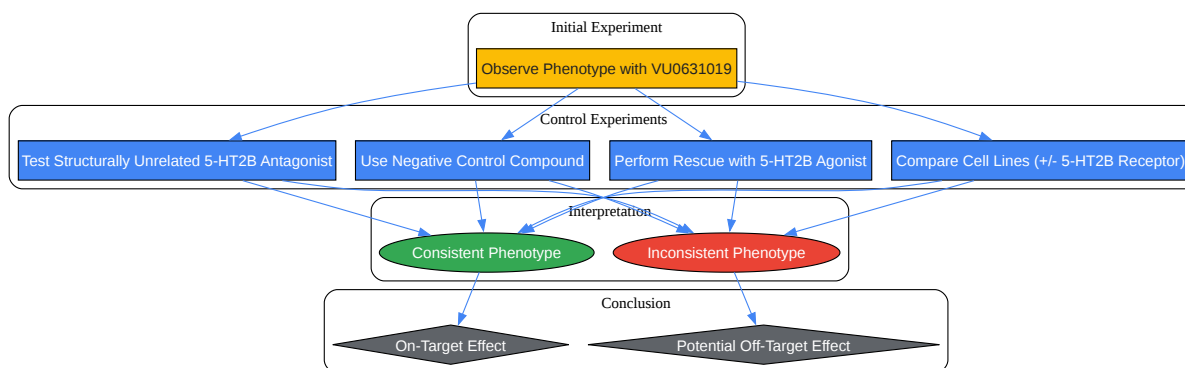 Initial Experiment
Observe Phenotype with VU0631019
Control Experiments
Test Structurally Unrelated 5-HT2B Antagonist
Use Negative Control Compound
Perform Rescue with 5-HT2B Agonist
Compare Cell Lines (+/- 5-HT2B Receptor)
Interpretation
Consistent Phenotype
Inconsistent Phenotype
Conclusion
On-Target Effect
Potential Off-Target Effect